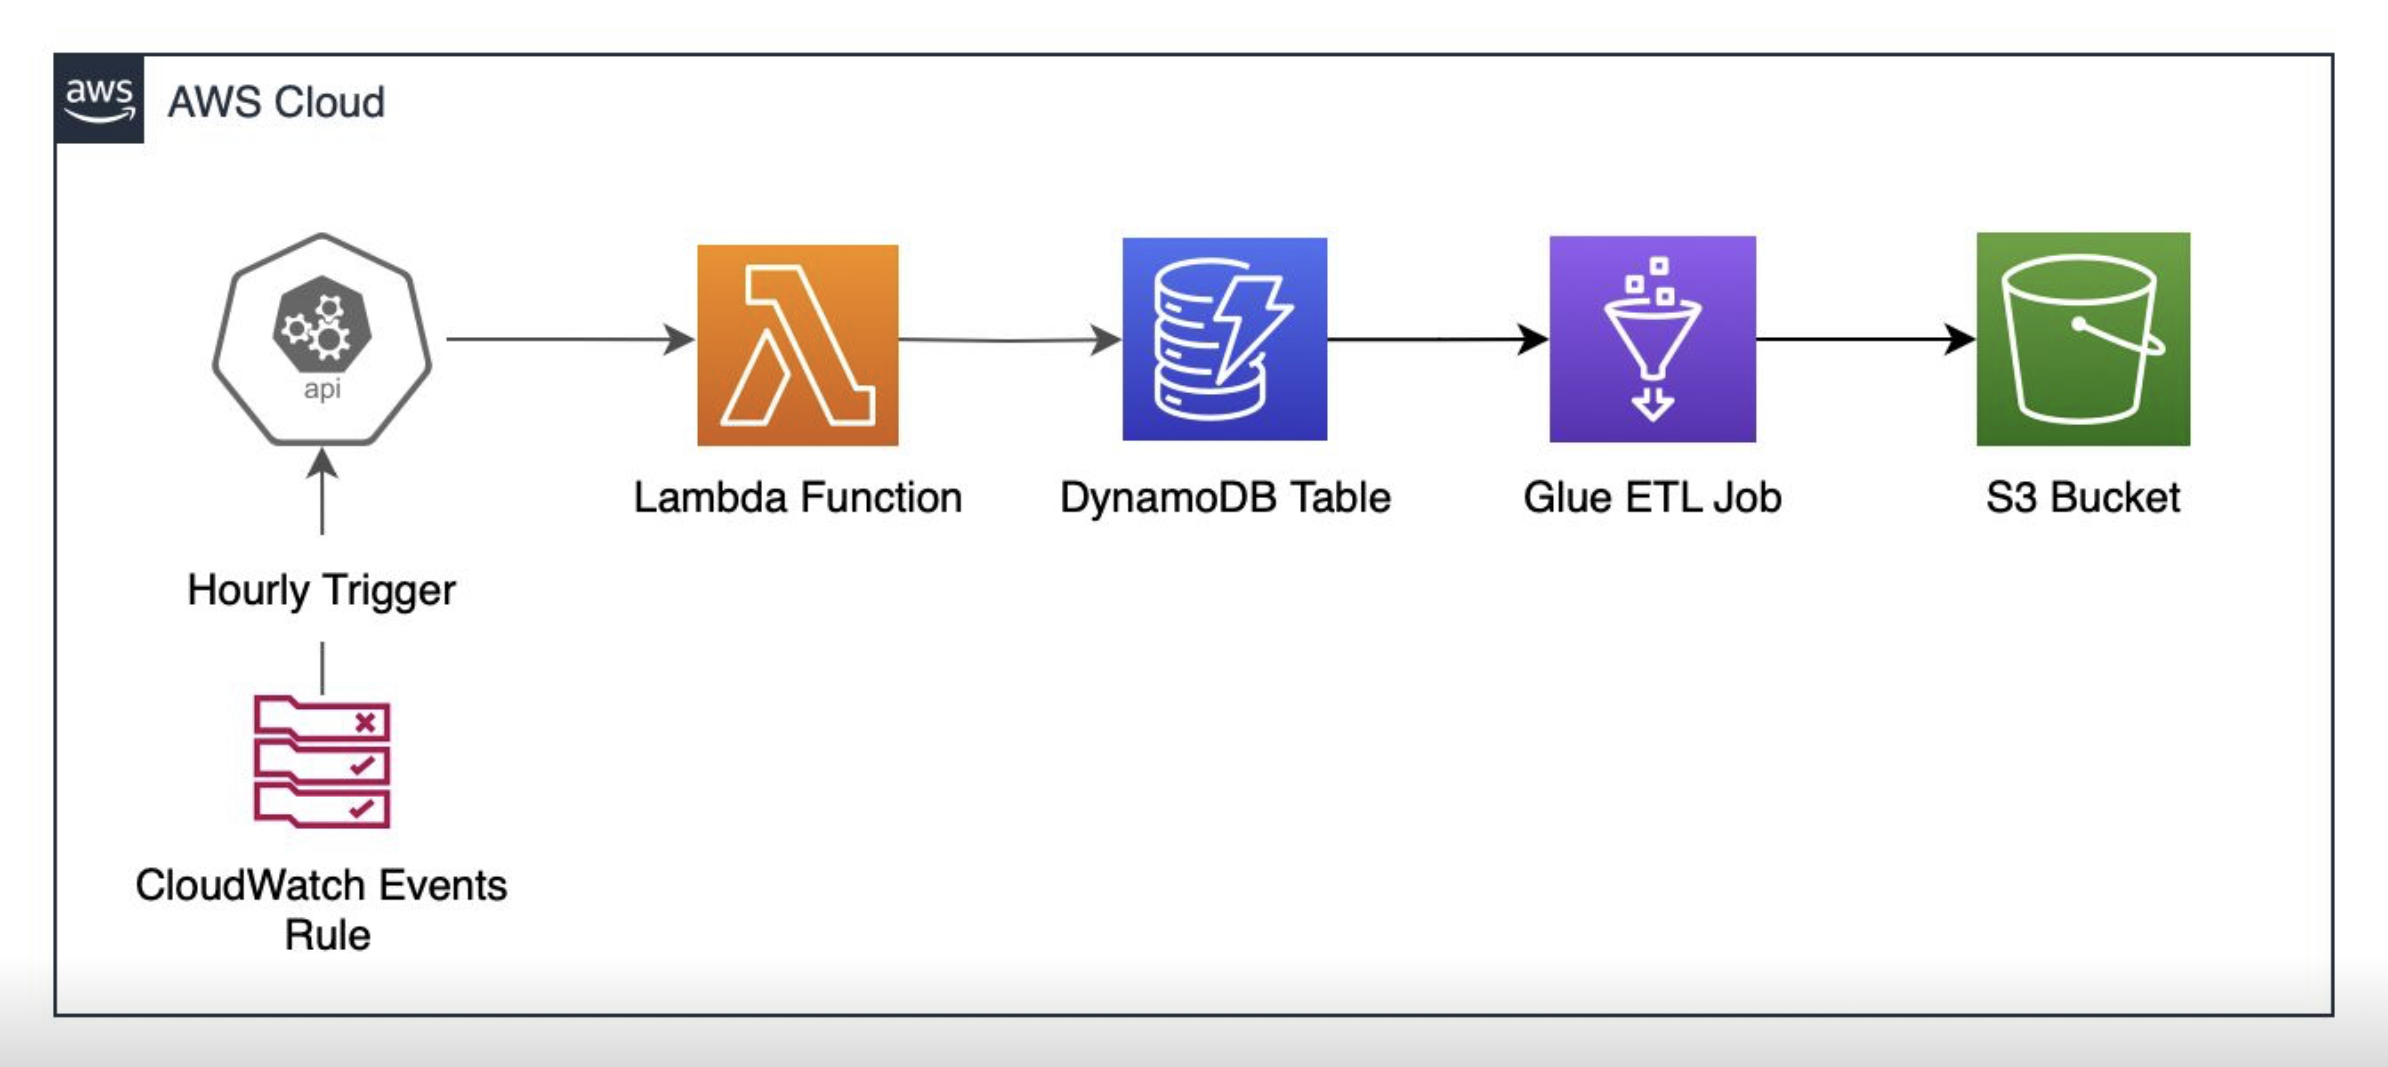 aws
AWS Cloud
api
Lambda Function
DynamoDB Table
Glue ETL Job
S3 Bucket
Hourly Trigger
CloudWatch Events
Rule